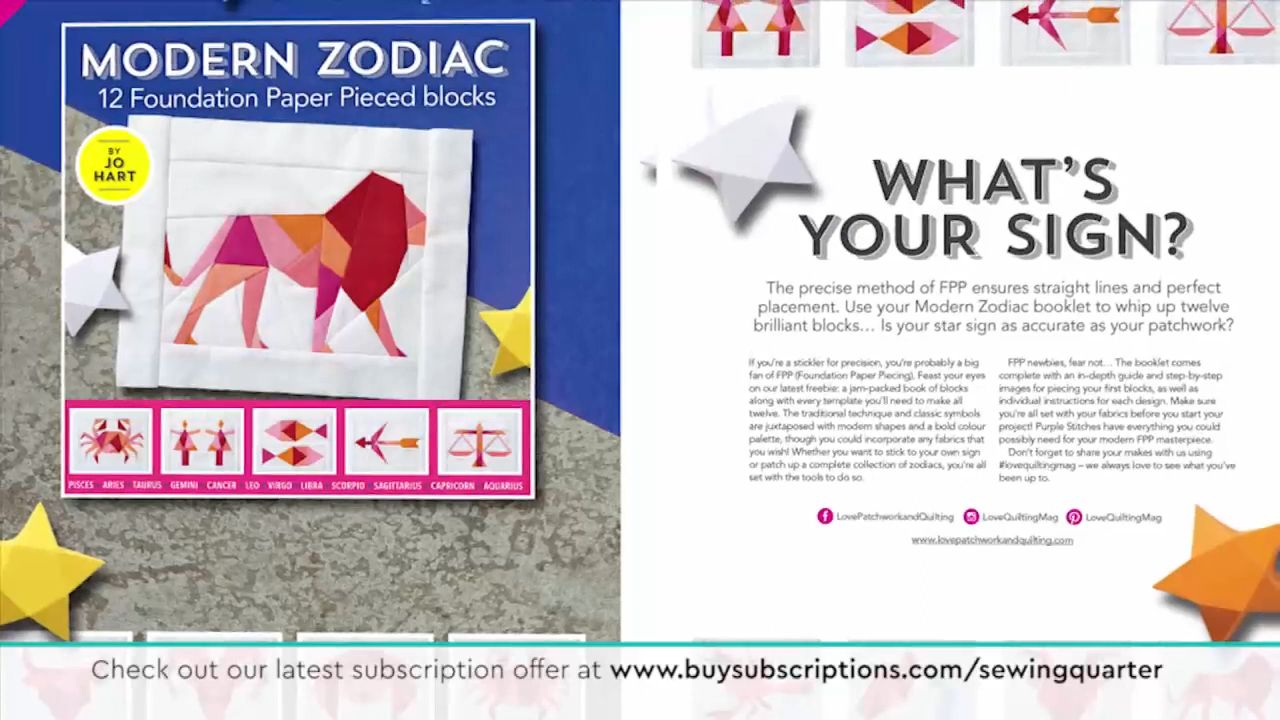 MODERN ZODIAC
12 Foundation Paper Pieced blocks
BY
JO
HART
PISCES ARIES TAURUS GEMINI CANCER LEO VIRGO LIBRA SCORPIO SAGITTARIUS CAPRICORN AQUARIUS
WHAT'S
YOUR SIGN?
The precise method of FPP ensures straight lines and perfect
placement. Use your Modern Zodiac booklet to whip up twelve
brilliant blocks... Is your star sign as accurate as your patchwork?
If you're a stickler for precision, you're probably a big
fan of FPP (Foundation Paper Piecing). Feast your eyes
on our latest freebie: a jam-packed book of blocks
along with every template you'll need to make all
twelve. The traditional technique and classic symbols
are juxtaposed with modern shapes and a bold colour
palette, though you could incorporate any fabrics that
you wish! Whether you want to stick to your own sign
or patch up a complete collection of zodiacs, you're all
set with the tools to do so.
FPP newbies, fear not... The booklet comes
complete with an in-depth guide and step-by-step
images for piecing your first blocks, as well as
individual instructions for each design. Make sure
you're all set with your fabrics before you start your
project! Purple Stitches have everything you could
possibly need for your modern FPP masterpiece.
Don't forget to share your makes with us using
#lovequiltingmag – we always love to see what you've
been up to.
LovePatchworkandQuilting LoveQuiltingMag LoveQuiltingMag
www.lovepatchworkandquilting.com
Check out our latest subscription offer at www.buysubscriptions.com/sewingquarter